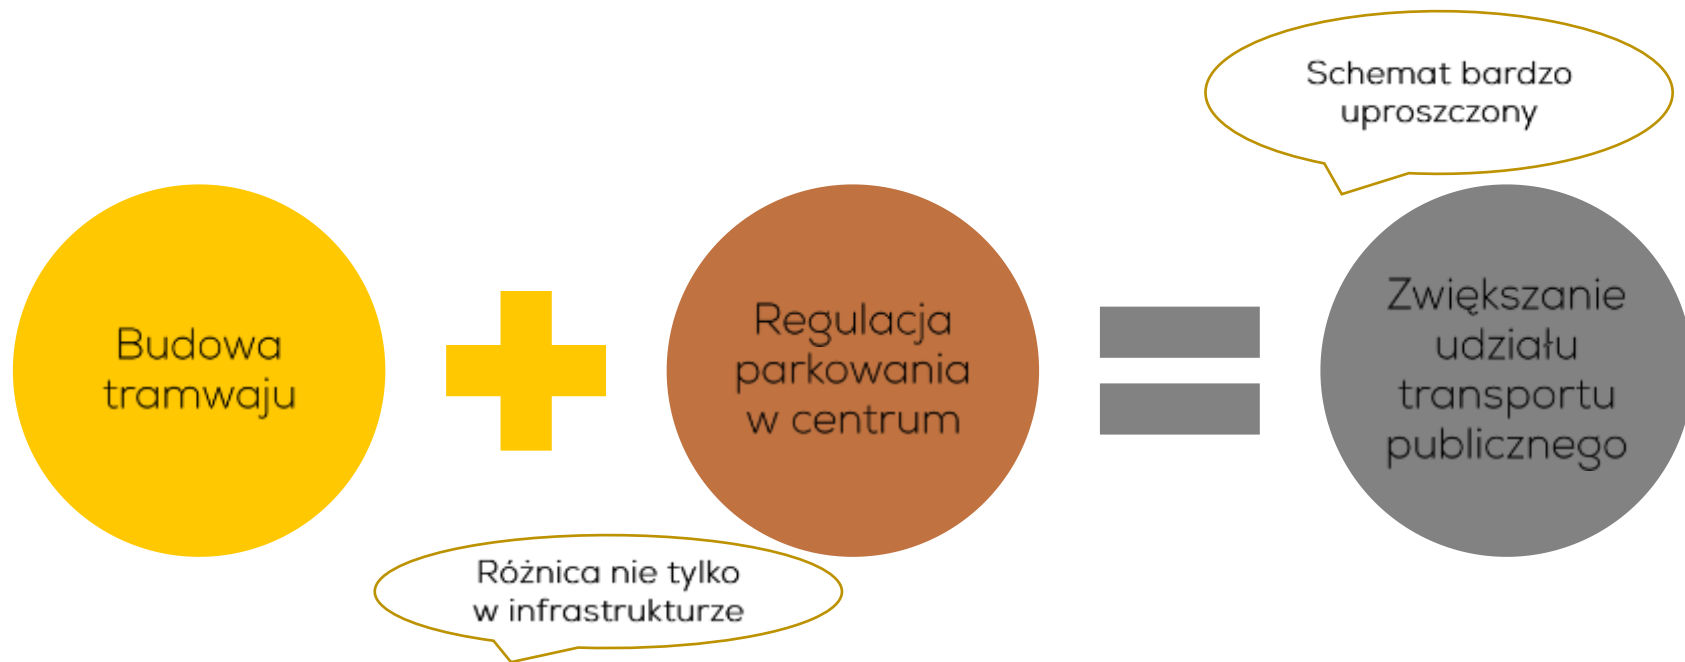 Schemat bardzo
uproszczony
Budowa
tramwaju
Regulacja
parkowania
w centrum
Zwiększanie
udziału
transportu
publicznego
Różnica nie tylko
w infrastrukturze